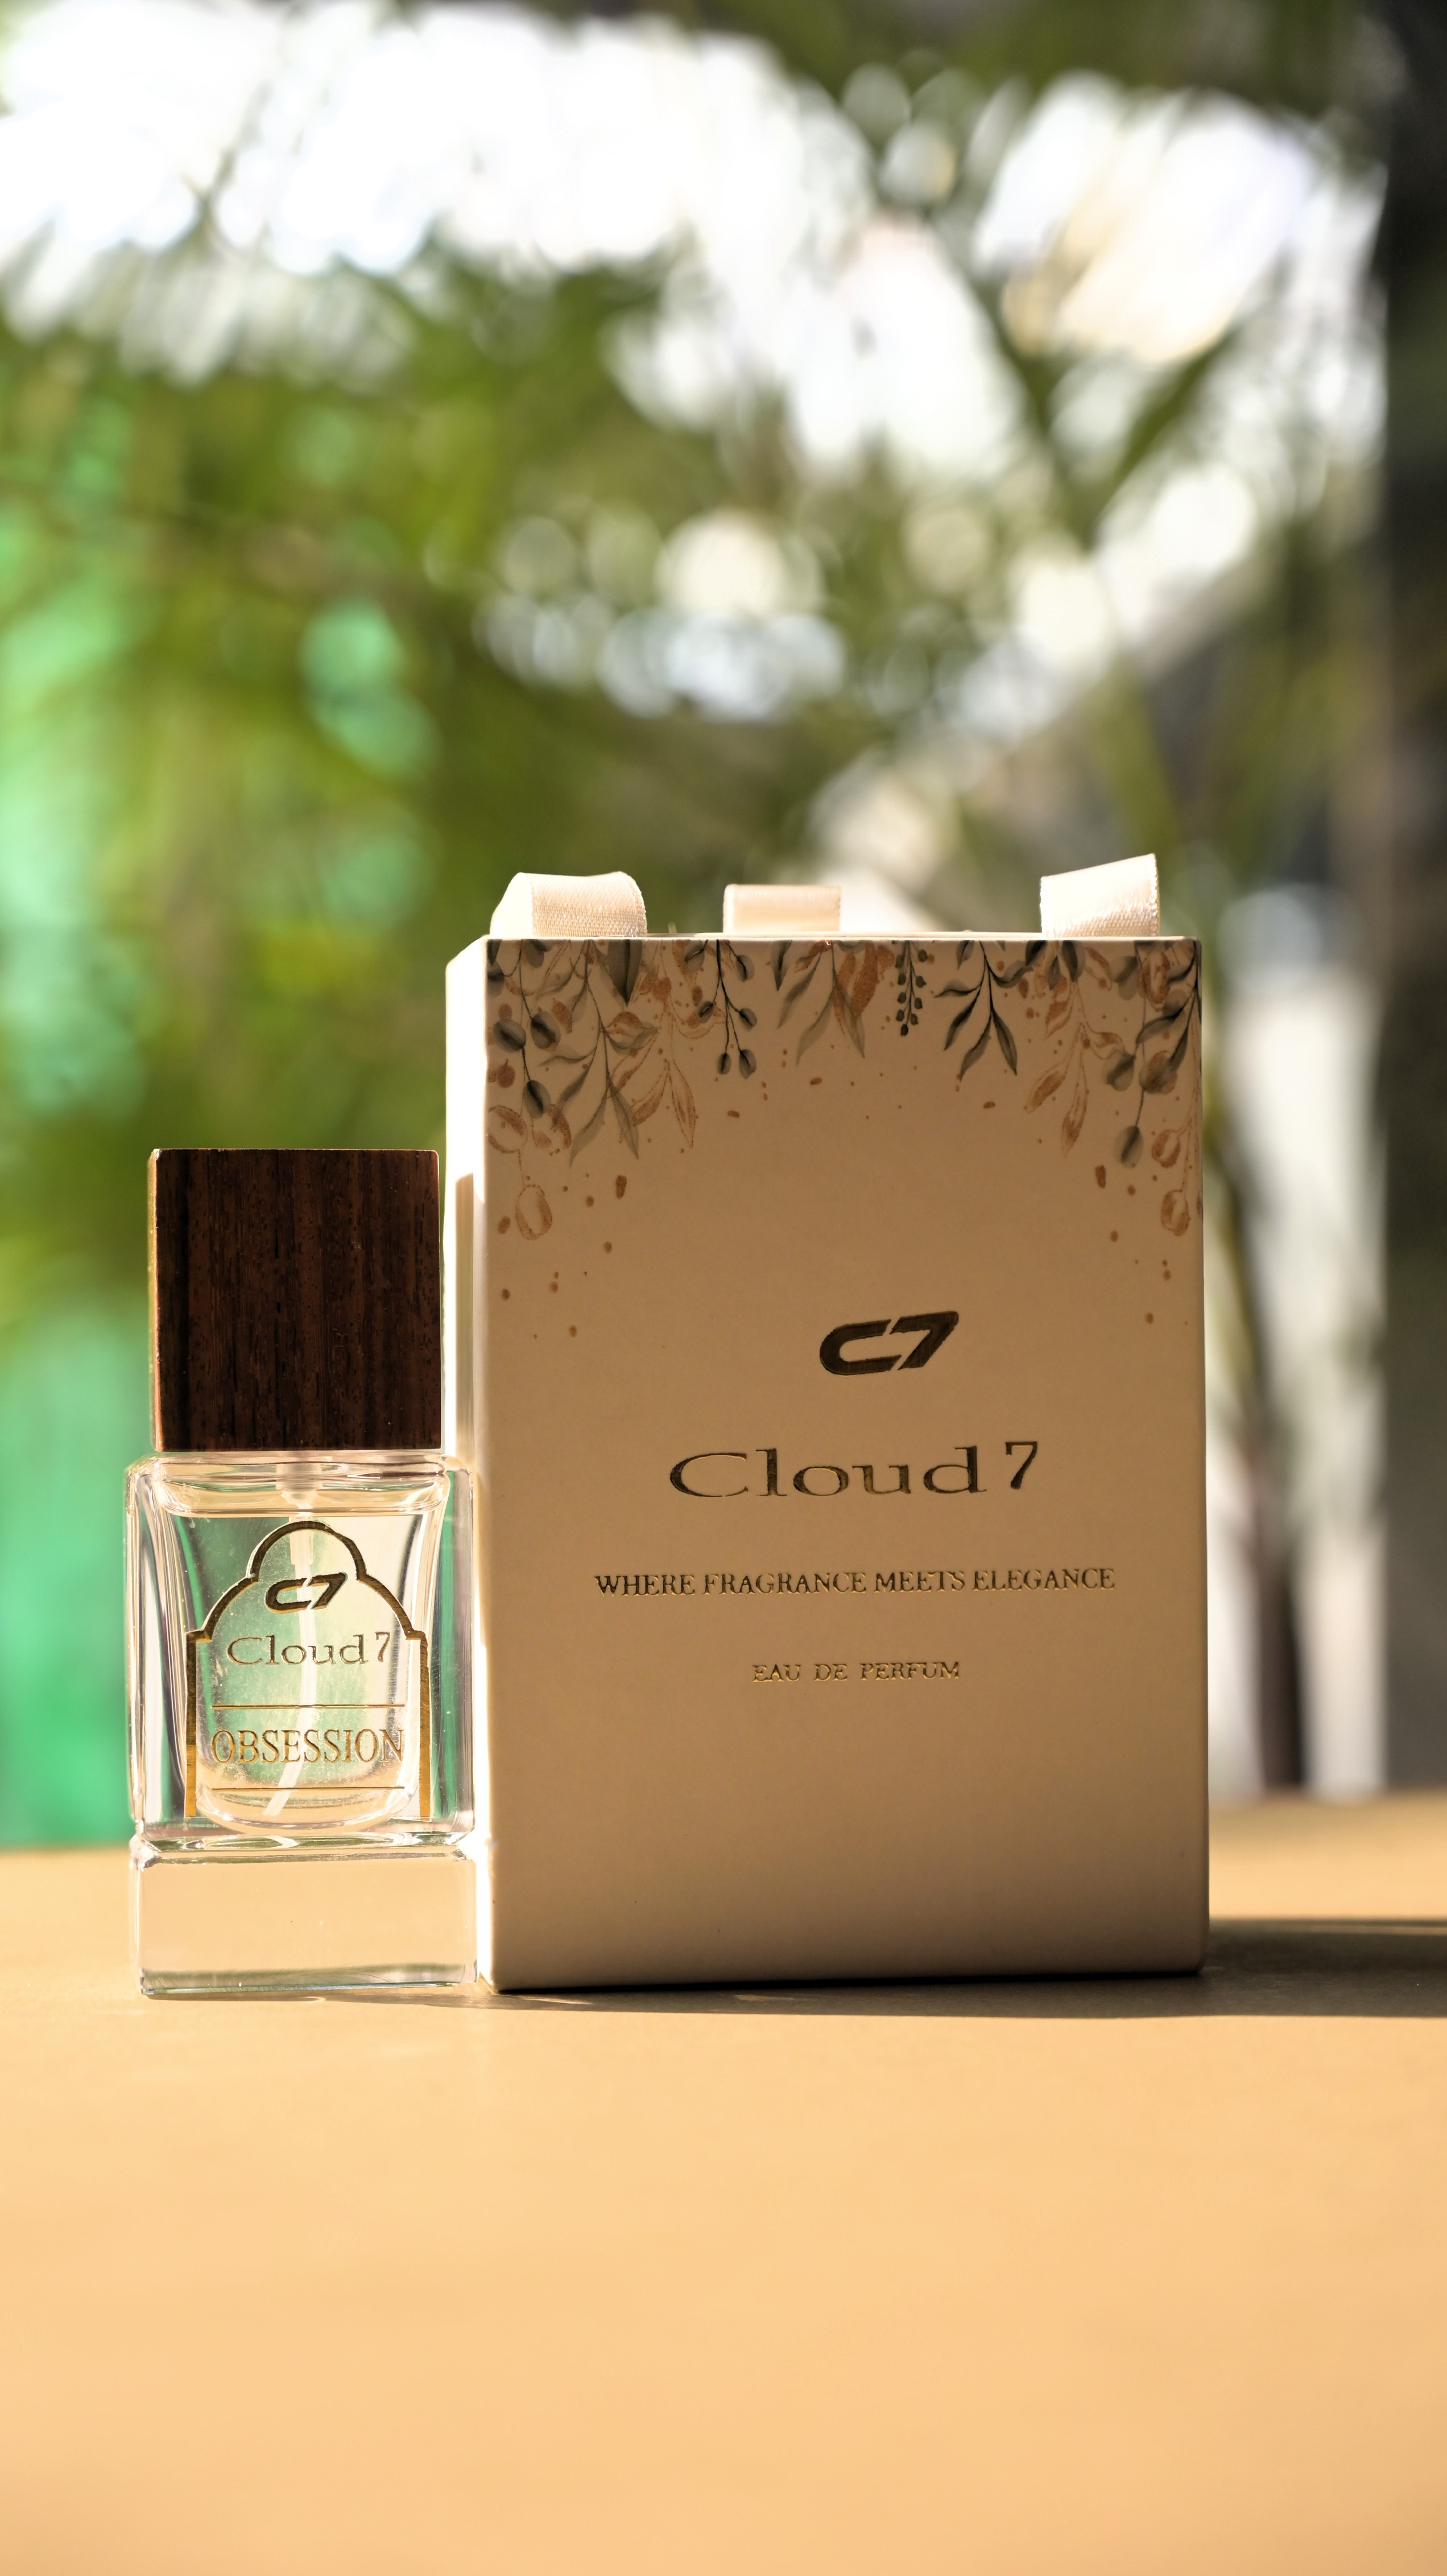 C7
Cloud 7
OBSESSION
C7
Cloud 7
WHERE FRAGRANCE MEETS ELEGANCE
EAU DE PERFUM